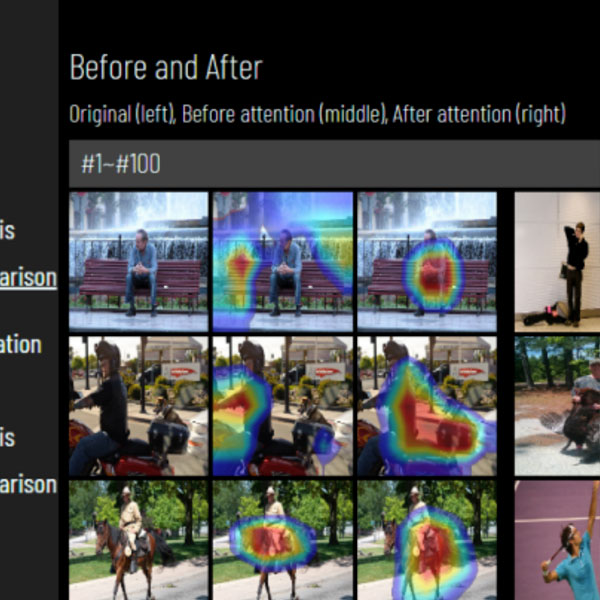 Before and After
Original (left), Before attention (middle), After attention (right)
#1~#100
is
arison
ation
is
arison